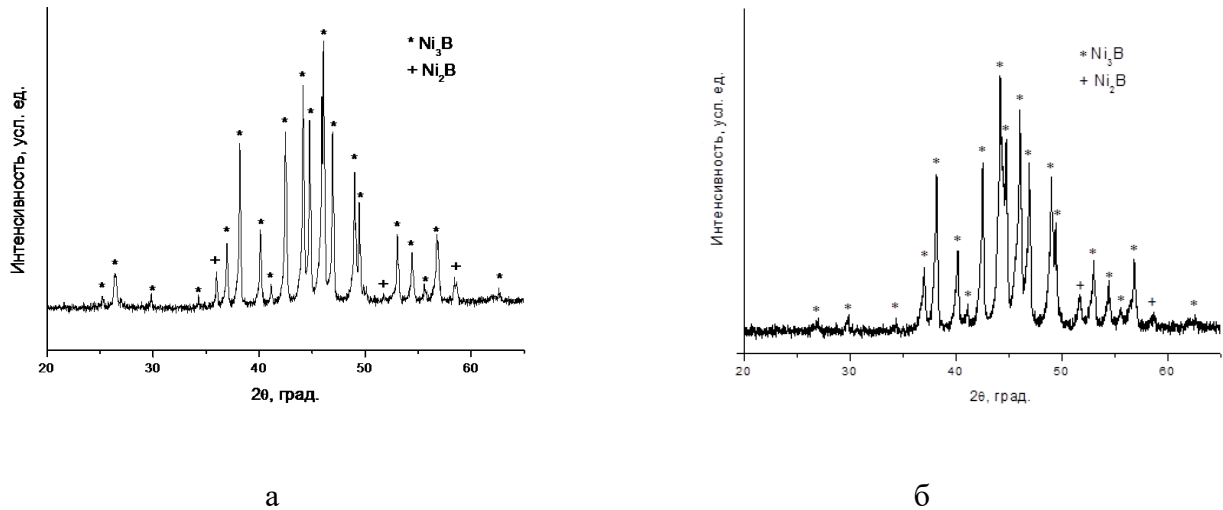 * Ni₃B
+ Ni₂B
Интенсивность, усл. ед.
20 30 40 50 60
2θ, град.
а
* Ni₃B
+ Ni₂B
Интенсивность, усл. ед.
20 30 40 50 60
2θ, град.
б